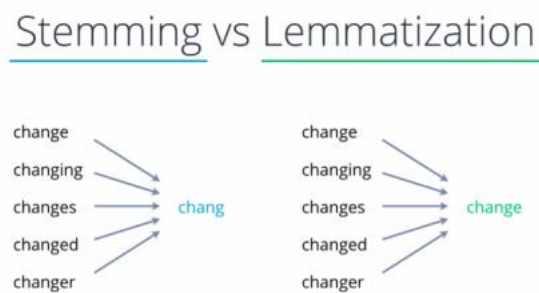 Stemming vs Lemmatization
change
changing
changes
changed
changer
chang
change
changing
changes
changed
changer
change